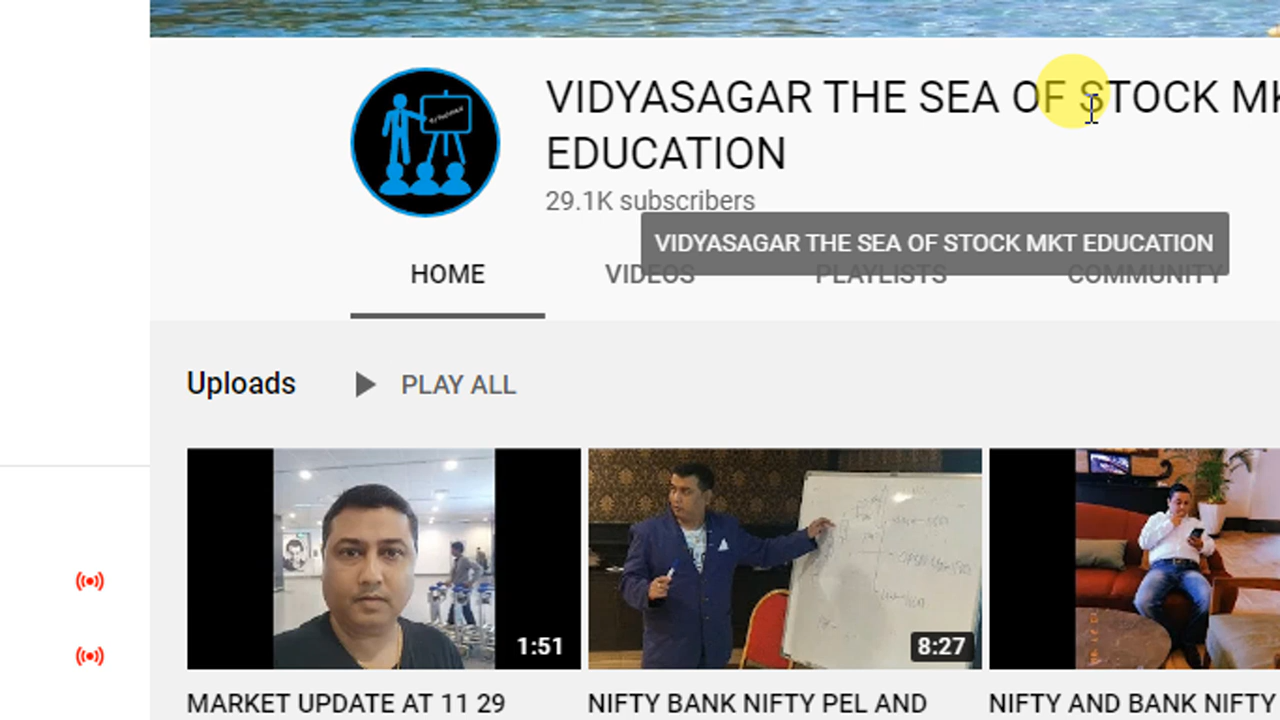 VIDYASAGAR THE SEA OF STOCK
EDUCATION
29.1K subscribers
VIDYASAGAR THE SEA OF STOCK MKT EDUCATION
HOME
VIDEOS
PLAYLISTS
COMMUNITY
Uploads
PLAY ALL
1:51
8:27
MARKET UPDATE AT 11 29
NIFTY BANK NIFTY PEL AND
NIFTY AND BANK NIFTY